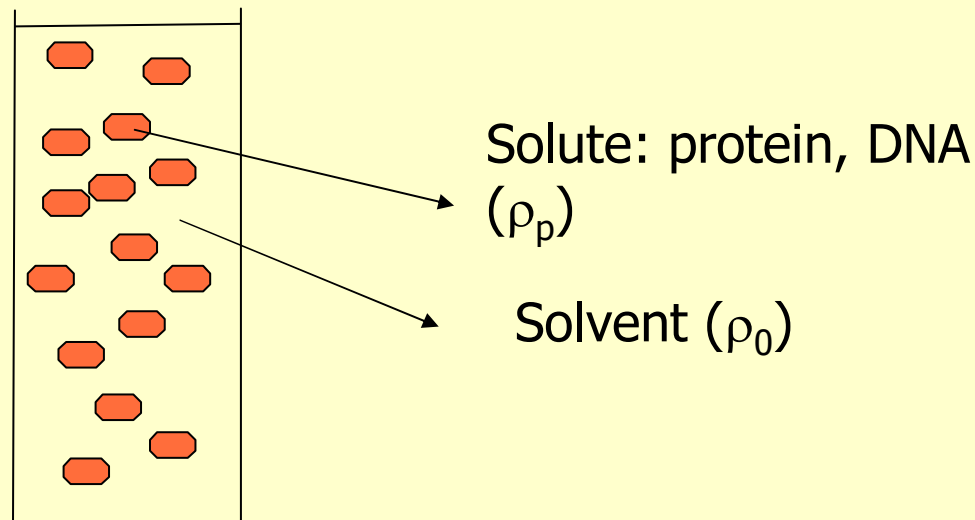 Solute: protein, DNA
(ρp)
Solvent (ρ0)